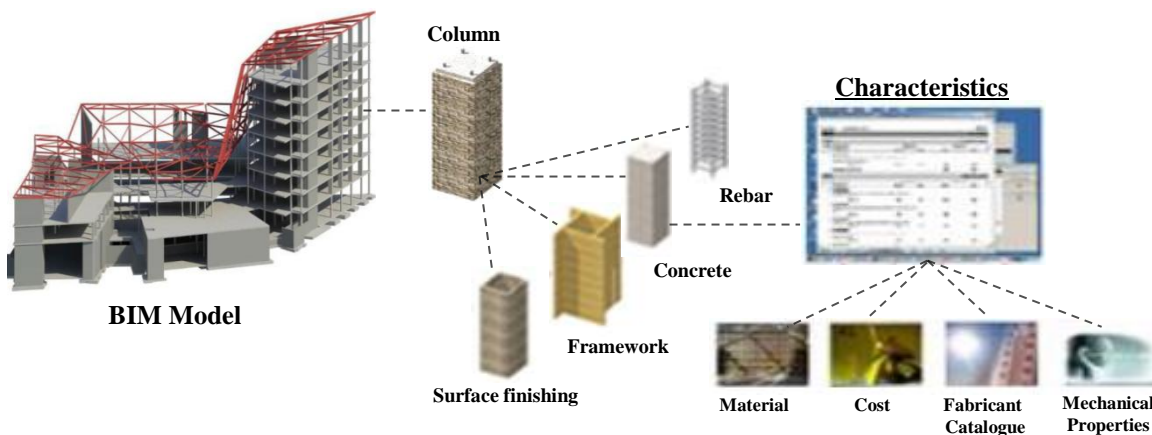 Column
Characteristics
Rebar
Concrete
BIM Model
Framework
Surface finishing
Material
Cost
Fabricant
Catalogue
Mechanical
Properties